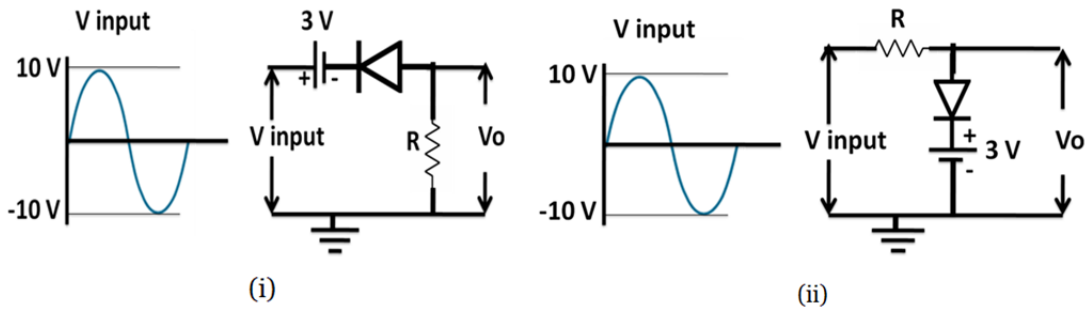 V input
10 V
-10 V
3 V
+ -
V input
R
Vo
(i)
V input
10 V
-10 V
R
V input
+
3 V
-
Vo
(ii)